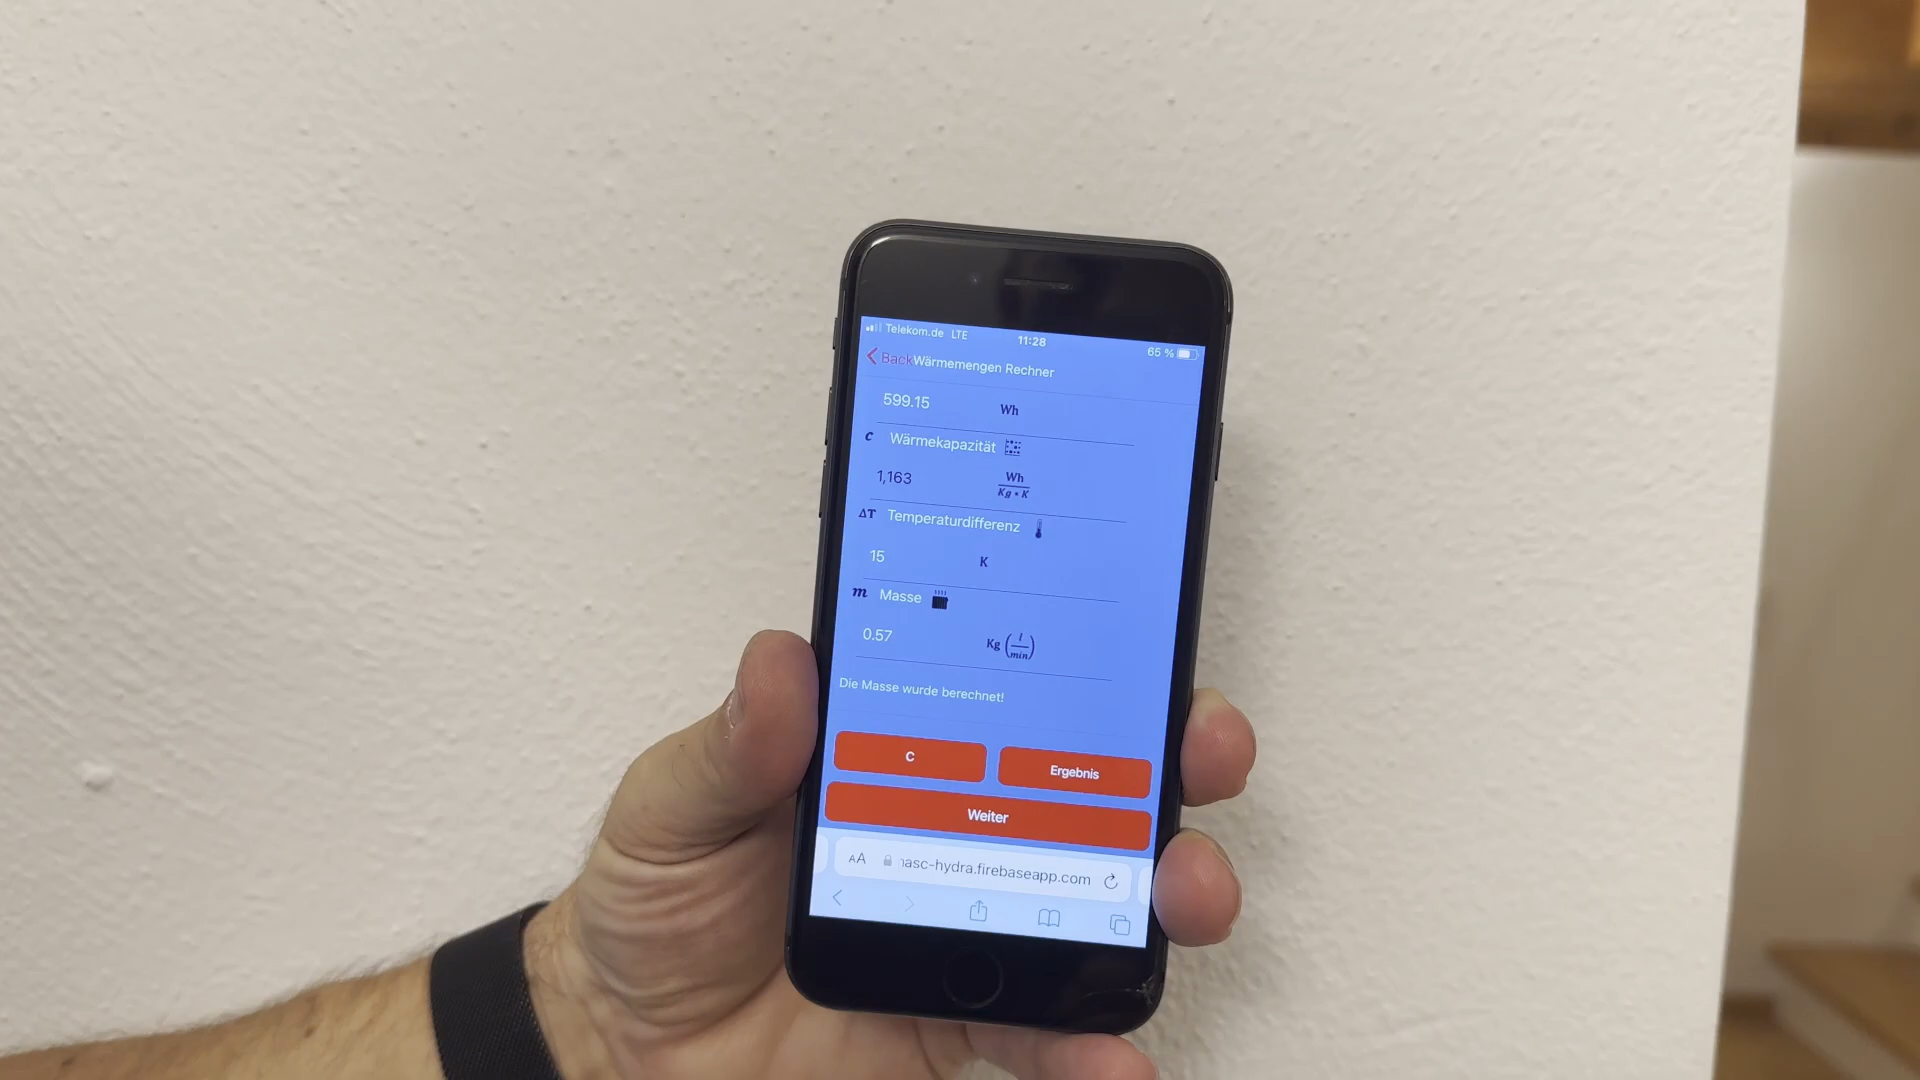 Telekom.de LTE 11:28 65 %
Back Wärmemengen Rechner
599.15 Wh
c Wärmekapazität
1,163 Wh
Kg * K
ΔT Temperaturdifferenz
15 K
m Masse
0.57 Kg (l/min)
Die Masse wurde berechnet!
C Ergebnis
Weiter
AA asc-hydra.firebaseapp.com